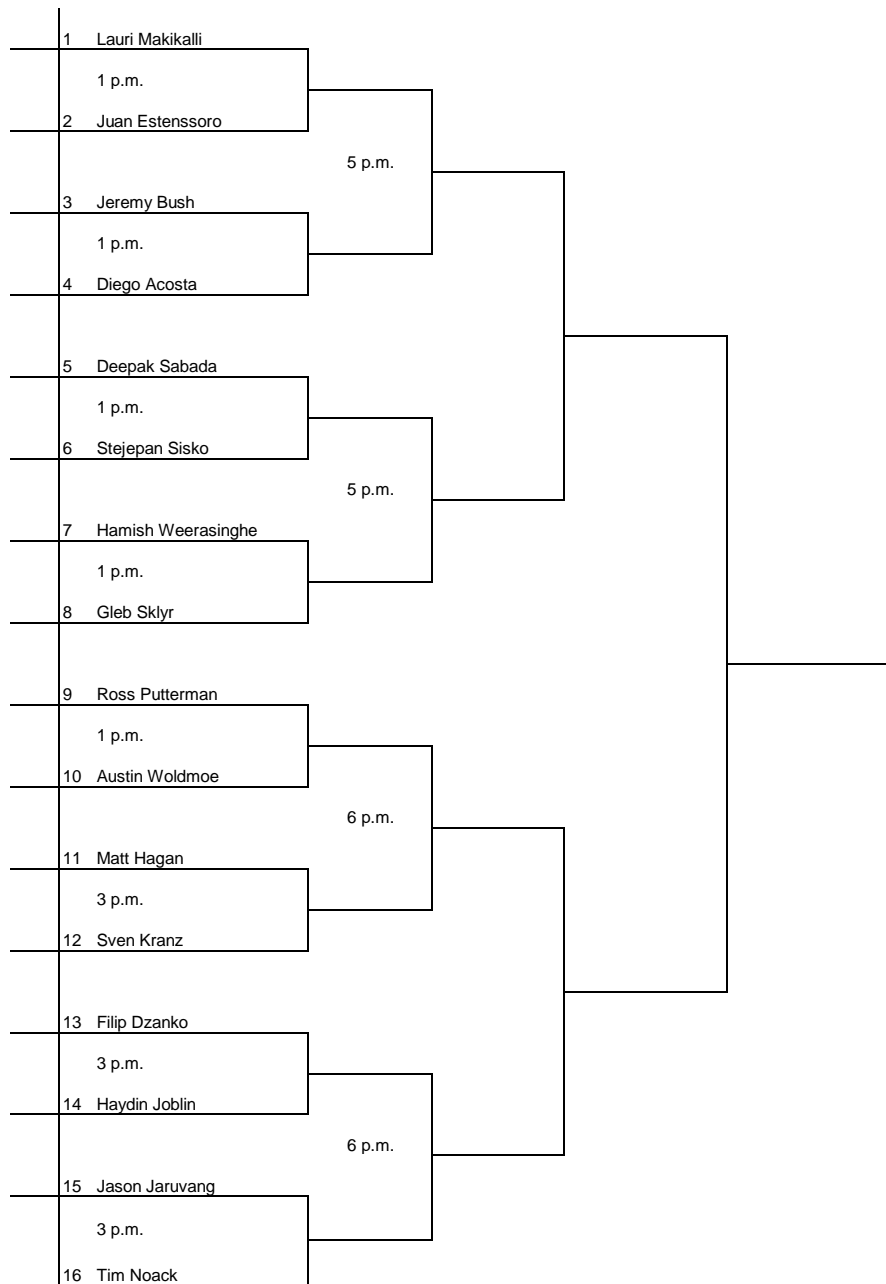 1 Lauri Makikalli
1 p.m.
2 Juan Estenssoro
5 p.m.
3 Jeremy Bush
1 p.m.
4 Diego Acosta
5 Deepak Sabada
1 p.m.
6 Stejepan Sisko
5 p.m.
7 Hamish Weerasinghe
1 p.m.
8 Gleb Sklyr
9 Ross Putterman
1 p.m.
10 Austin Woldmoe
6 p.m.
11 Matt Hagan
3 p.m.
12 Sven Kranz
13 Filip Dzanko
3 p.m.
14 Haydin Joblin
6 p.m.
15 Jason Jaruvang
3 p.m.
16 Tim Noack